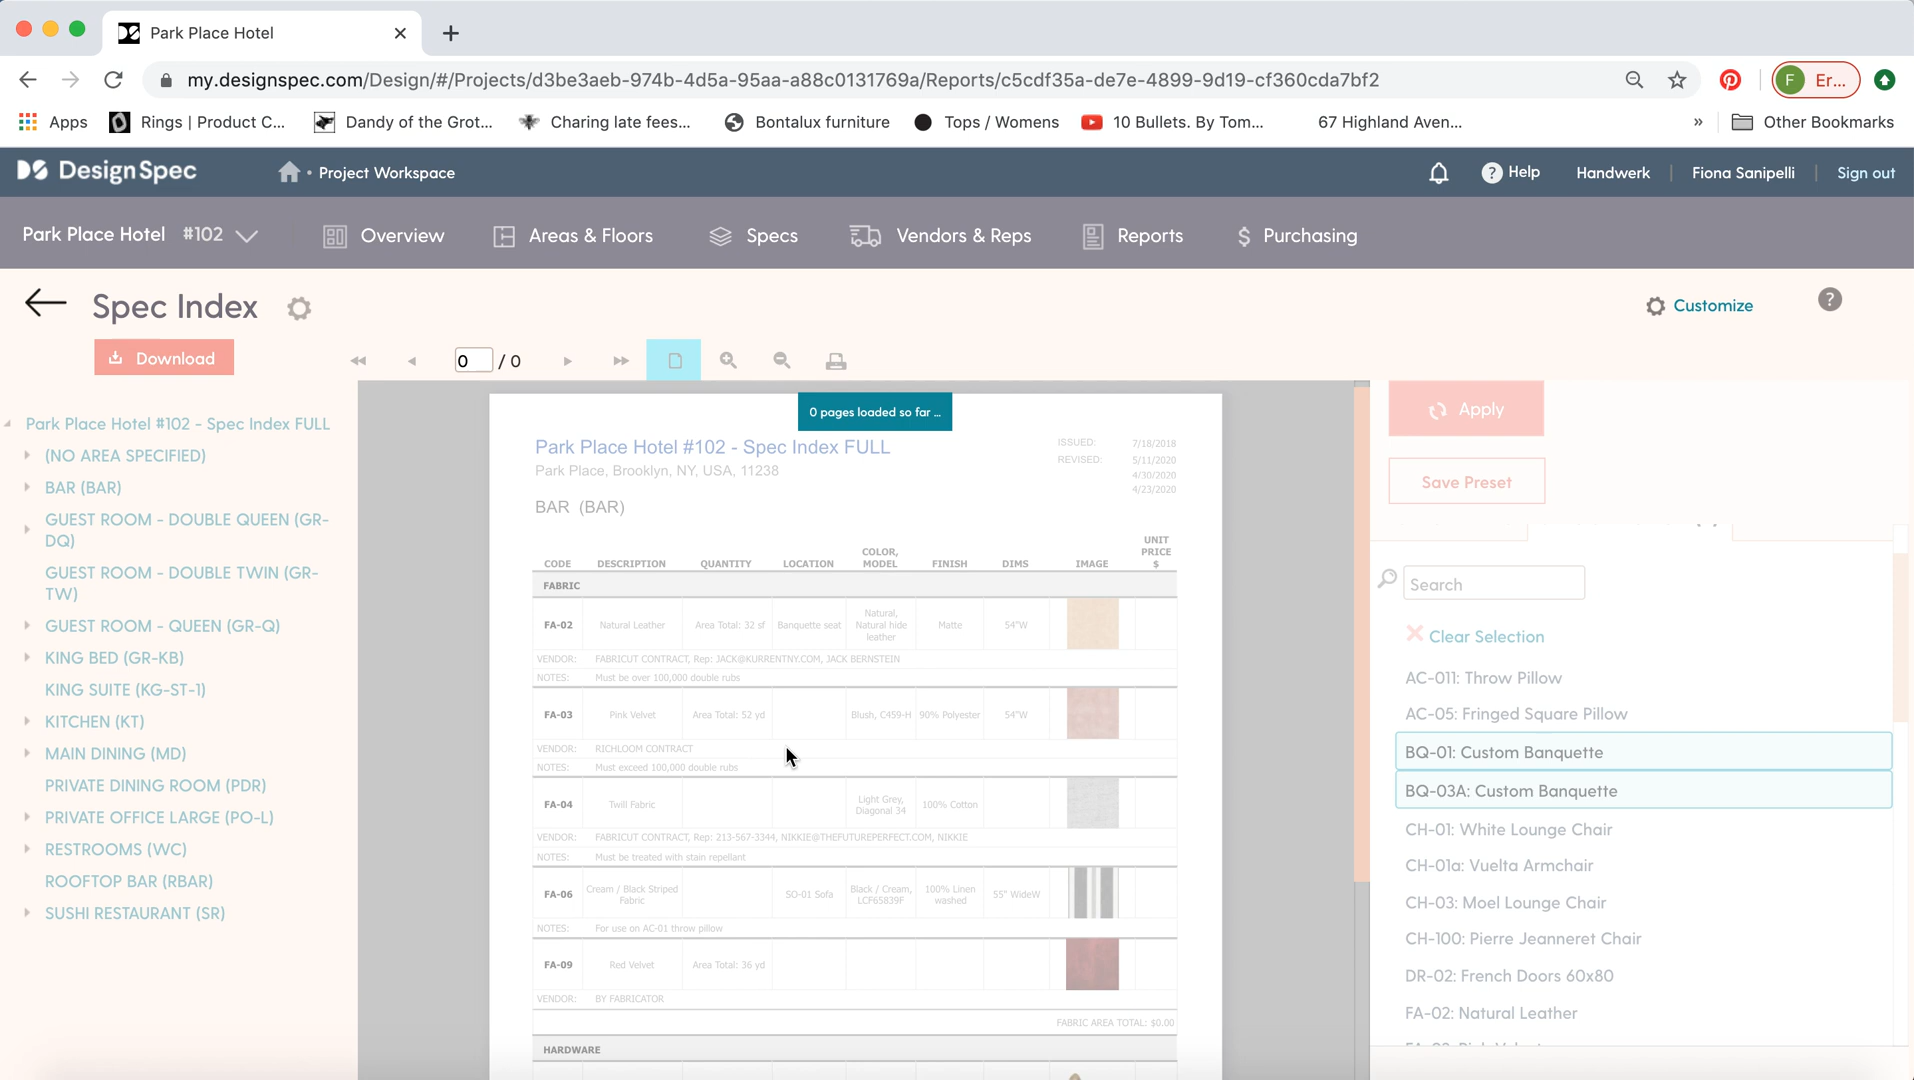 Park Place Hotel
my.designspec.com/Design/#/Projects/d3be3aeb-974b-4d5a-95aa-a88c0131769a/Reports/c5cdf35a-de7e-4899-9d19-cf360cda7bf2
F Er...
Apps Rings | Product C... Dandy of the Grot... Charing late fees... Bontalux furniture Tops / Womens 10 Bullets. By Tom... 67 Highland Aven... » Other Bookmarks
DesignSpec Project Workspace Help Handwerk | Fiona Sanipelli | Sign out
Park Place Hotel #102 Overview Areas & Floors Specs Vendors & Reps Reports $ Purchasing
Spec Index Customize ?
Download 0 / 0
Park Place Hotel #102 - Spec Index FULL
(NO AREA SPECIFIED)
BAR (BAR)
GUEST ROOM - DOUBLE QUEEN (GR-
DQ)
GUEST ROOM - DOUBLE TWIN (GR-
TW)
GUEST ROOM - QUEEN (GR-Q)
KING BED (GR-KB)
KING SUITE (KG-ST-1)
KITCHEN (KT)
MAIN DINING (MD)
PRIVATE DINING ROOM (PDR)
PRIVATE OFFICE LARGE (PO-L)
RESTROOMS (WC)
ROOFTOP BAR (RBAR)
SUSHI RESTAURANT (SR)
0 pages loaded so far ...
Park Place Hotel #102 - Spec Index FULL
Park Place, Brooklyn, NY, USA, 11238
ISSUED: 7/18/2018
REVISED: 5/11/2020
4/30/2020
4/23/2020
BAR (BAR)
CODE DESCRIPTION QUANTITY LOCATION COLOR, MODEL FINISH DIMS IMAGE UNIT PRICE $
FABRIC
FA-02 Natural Leather Area Total: 32 sf Banquette seat Natural, Natural hide leather Matte 54"W
VENDOR: FABRICUT CONTRACT, Rep: JACK@KURRENTNY.COM, JACK BERNSTEIN
NOTES: Must be over 100,000 double rubs
FA-03 Pink Velvet Area Total: 52 yd Blush, C459-H 90% Polyester 54"W
VENDOR: RICHLOOM CONTRACT
NOTES: Must exceed 100,000 double rubs
FA-04 Twill Fabric Light Grey, Diagonal 34 100% Cotton
VENDOR: FABRICUT CONTRACT, Rep: 213-567-3344, NIKKIE@THEFUTUREPERFECT.COM, NIKKIE
NOTES: Must be treated with stain repellant
FA-06 Cream / Black Striped Fabric SO-01 Sofa Black / Cream, LCF65839F 100% Linen washed 55" WideW
NOTES: For use on AC-01 throw pillow
FA-09 Red Velvet Area Total: 36 yd
VENDOR: BY FABRICATOR
FABRIC AREA TOTAL: $0.00
HARDWARE
Apply
Save Preset
Search
Clear Selection
AC-011: Throw Pillow
AC-05: Fringed Square Pillow
BQ-01: Custom Banquette
BQ-03A: Custom Banquette
CH-01: White Lounge Chair
CH-01a: Vuelta Armchair
CH-03: Moel Lounge Chair
CH-100: Pierre Jeanneret Chair
DR-02: French Doors 60x80
FA-02: Natural Leather